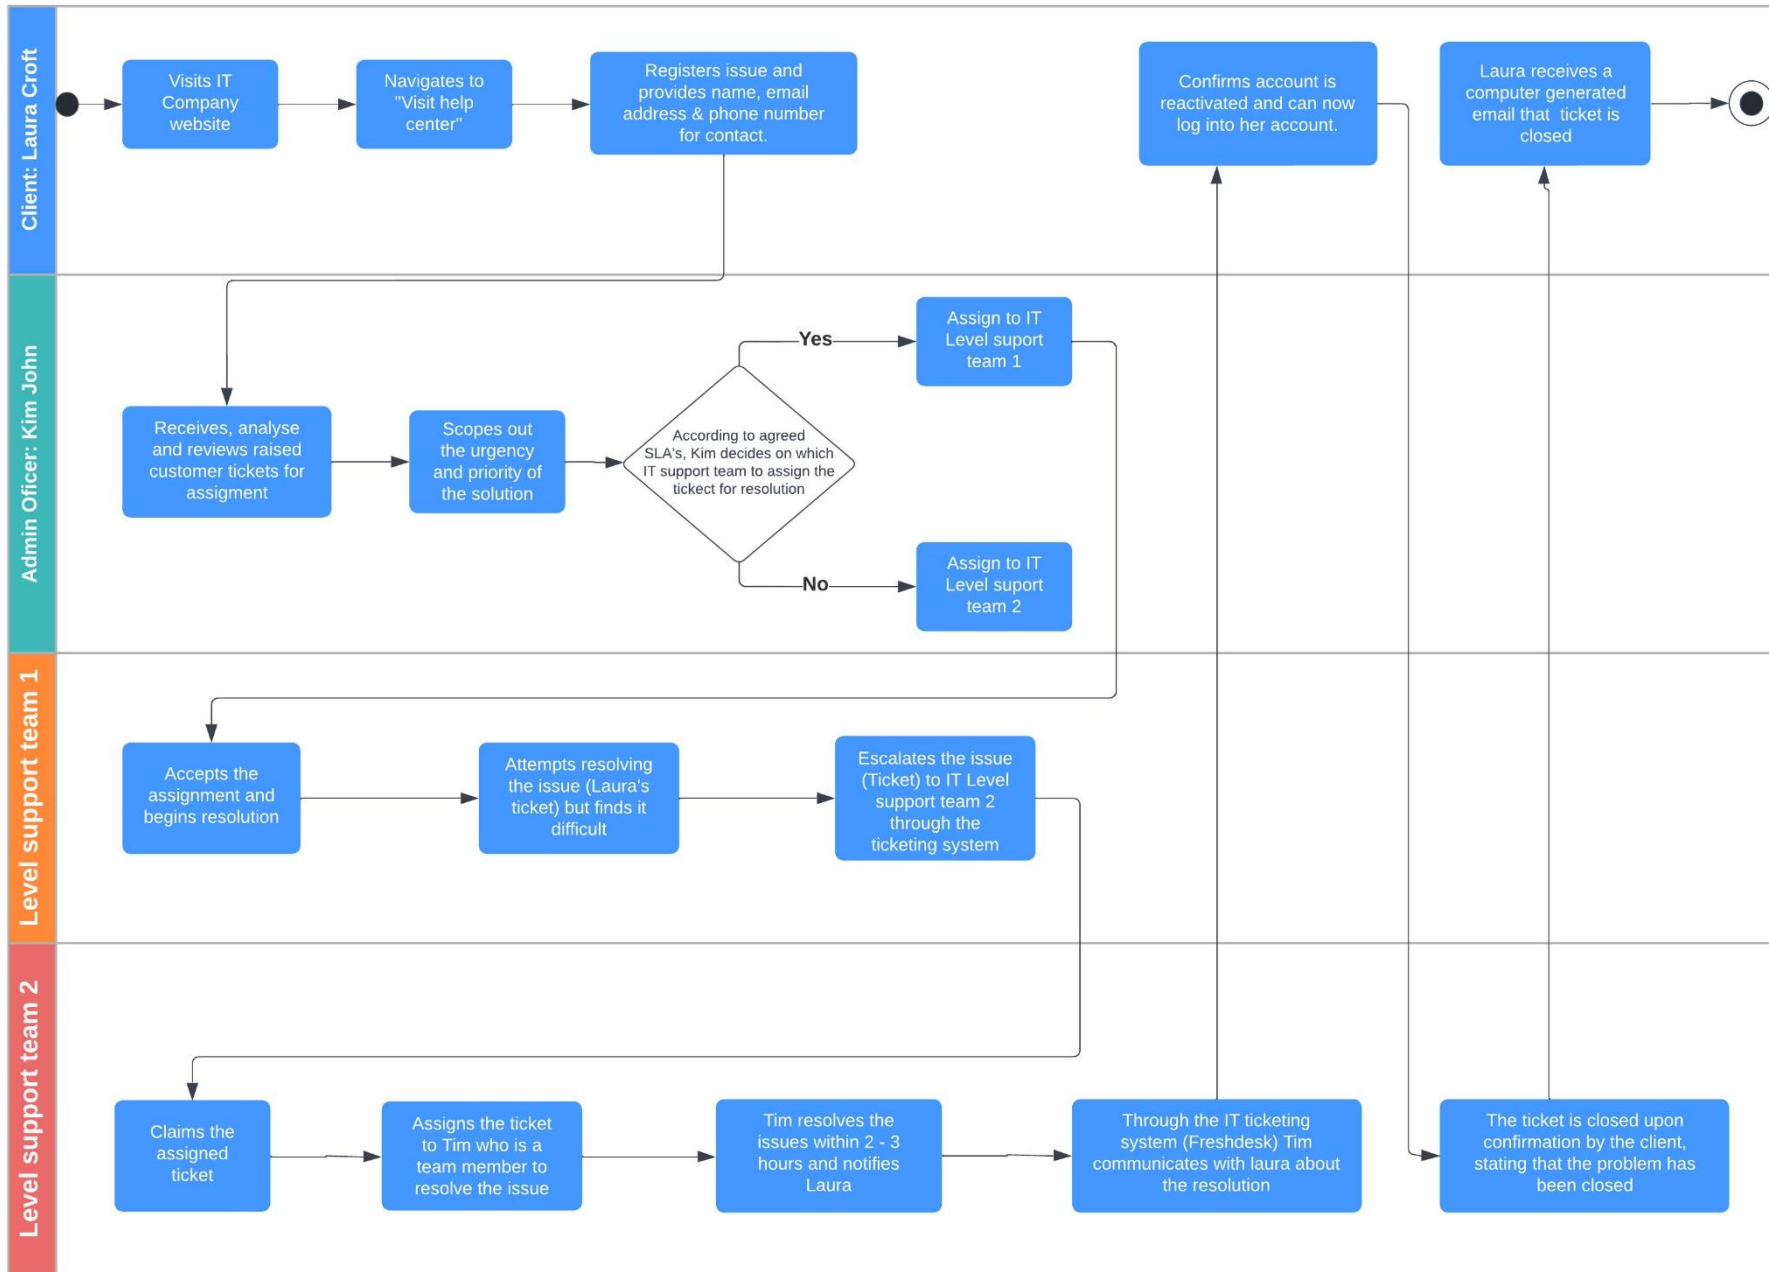 Client: Laura Croft
Visits IT
Company
website
Navigates to
"Visit help
center"
Registers issue and
provides name, email
address & phone number
for contact.
Confirms account is
reactivated and can now
log into her account.
Laura receives a
computer generated
email that  ticket is
closed
Admin Oficer: Kim John
Receives, analyse
and reviews raised
customer tickets for
assigment
Scopes out
the urgency
and priority of
the solution
According to agreed
SLA's, Kim decides on which
IT support team to assign the
tickect for resolution
Yes
Assign to IT
Level suport
team 1
No
Assign to IT
Level suport
team 2
Level support team 1
Accepts the
assignment and
begins resolution
Attempts resolving
the issue (Laura's
ticket) but finds it
difficult
Escalates the issue
(Ticket) to IT Level
support team 2
through the
ticketing system
Level support team 2
Claims the
assigned
ticket
Assigns the ticket
to Tim who is a
team member to
resolve the issue
Tim resolves the
issues within 2 - 3
hours and notifies
Laura
Through the IT ticketing
system (Freshdesk) Tim
communicates with laura about
the resolution
The ticket is closed upon
confirmation by the client,
stating that the problem has
been closed